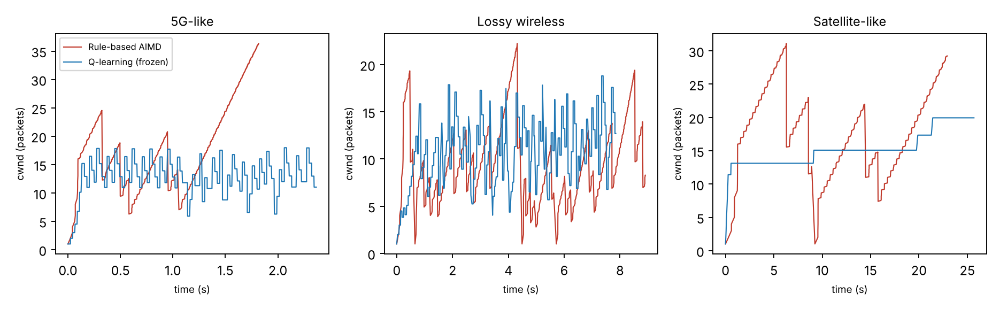 5G-like
Rule-based AIMD
Q-learning (frozen)
cwnd (packets)
35
30
25
20
15
10
5
0
0.0 0.5 1.0 1.5 2.0
time (s)
Lossy wireless
cwnd (packets)
20
15
10
5
0
0 2 4 6 8
time (s)
Satellite-like
cwnd (packets)
30
25
20
15
10
5
0
0 5 10 15 20 25
time (s)